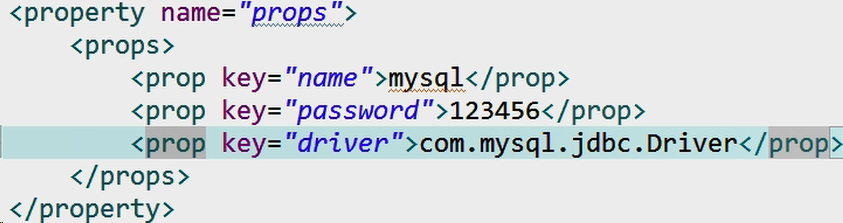 <property name="props">
<props>
<prop key="name">mysql</prop>
<prop key="password">123456</prop>
<prop key="driver">com.mysql.jdbc.Driver</prop>
</props>
</property>